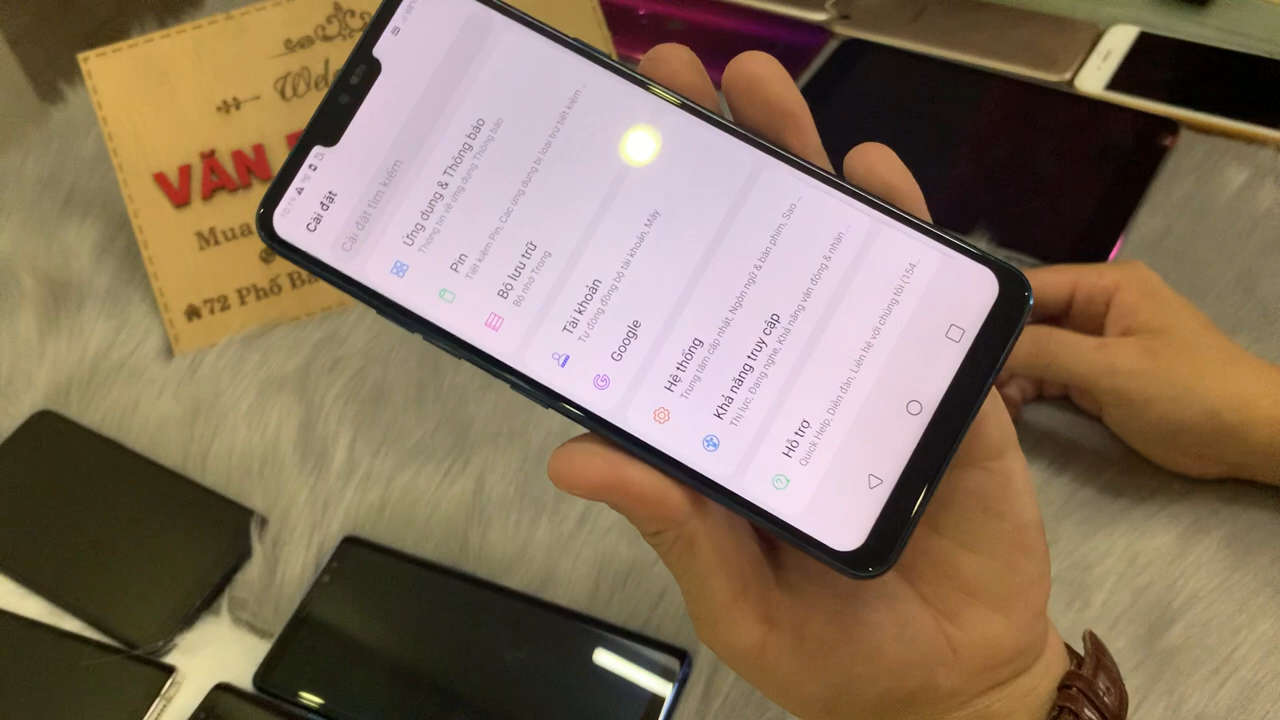 Welc
VĂN
Mua
72 Phố Bà
10:19
Cài đặt
Cài đặt tìm kiếm
Ứng dụng & Thông báo
Thông tin về ứng dụng, Thông báo
Pin
Tiết kiệm Pin, Các ứng dụng bị loại trừ tiết kiệm ...
Bộ lưu trữ
Bộ nhớ Trong
Tài khoản
Tự động đồng bộ tài khoản, Mây
Google
Hệ thống
Trung tâm cập nhật, Ngôn ngữ & bàn phím, Sao ...
Khả năng truy cập
Thị lực, Đang nghe, Khả năng vận động & nhận ...
Hỗ trợ
Quick Help, Diễn đàn, Liên hệ với chúng tôi (154...